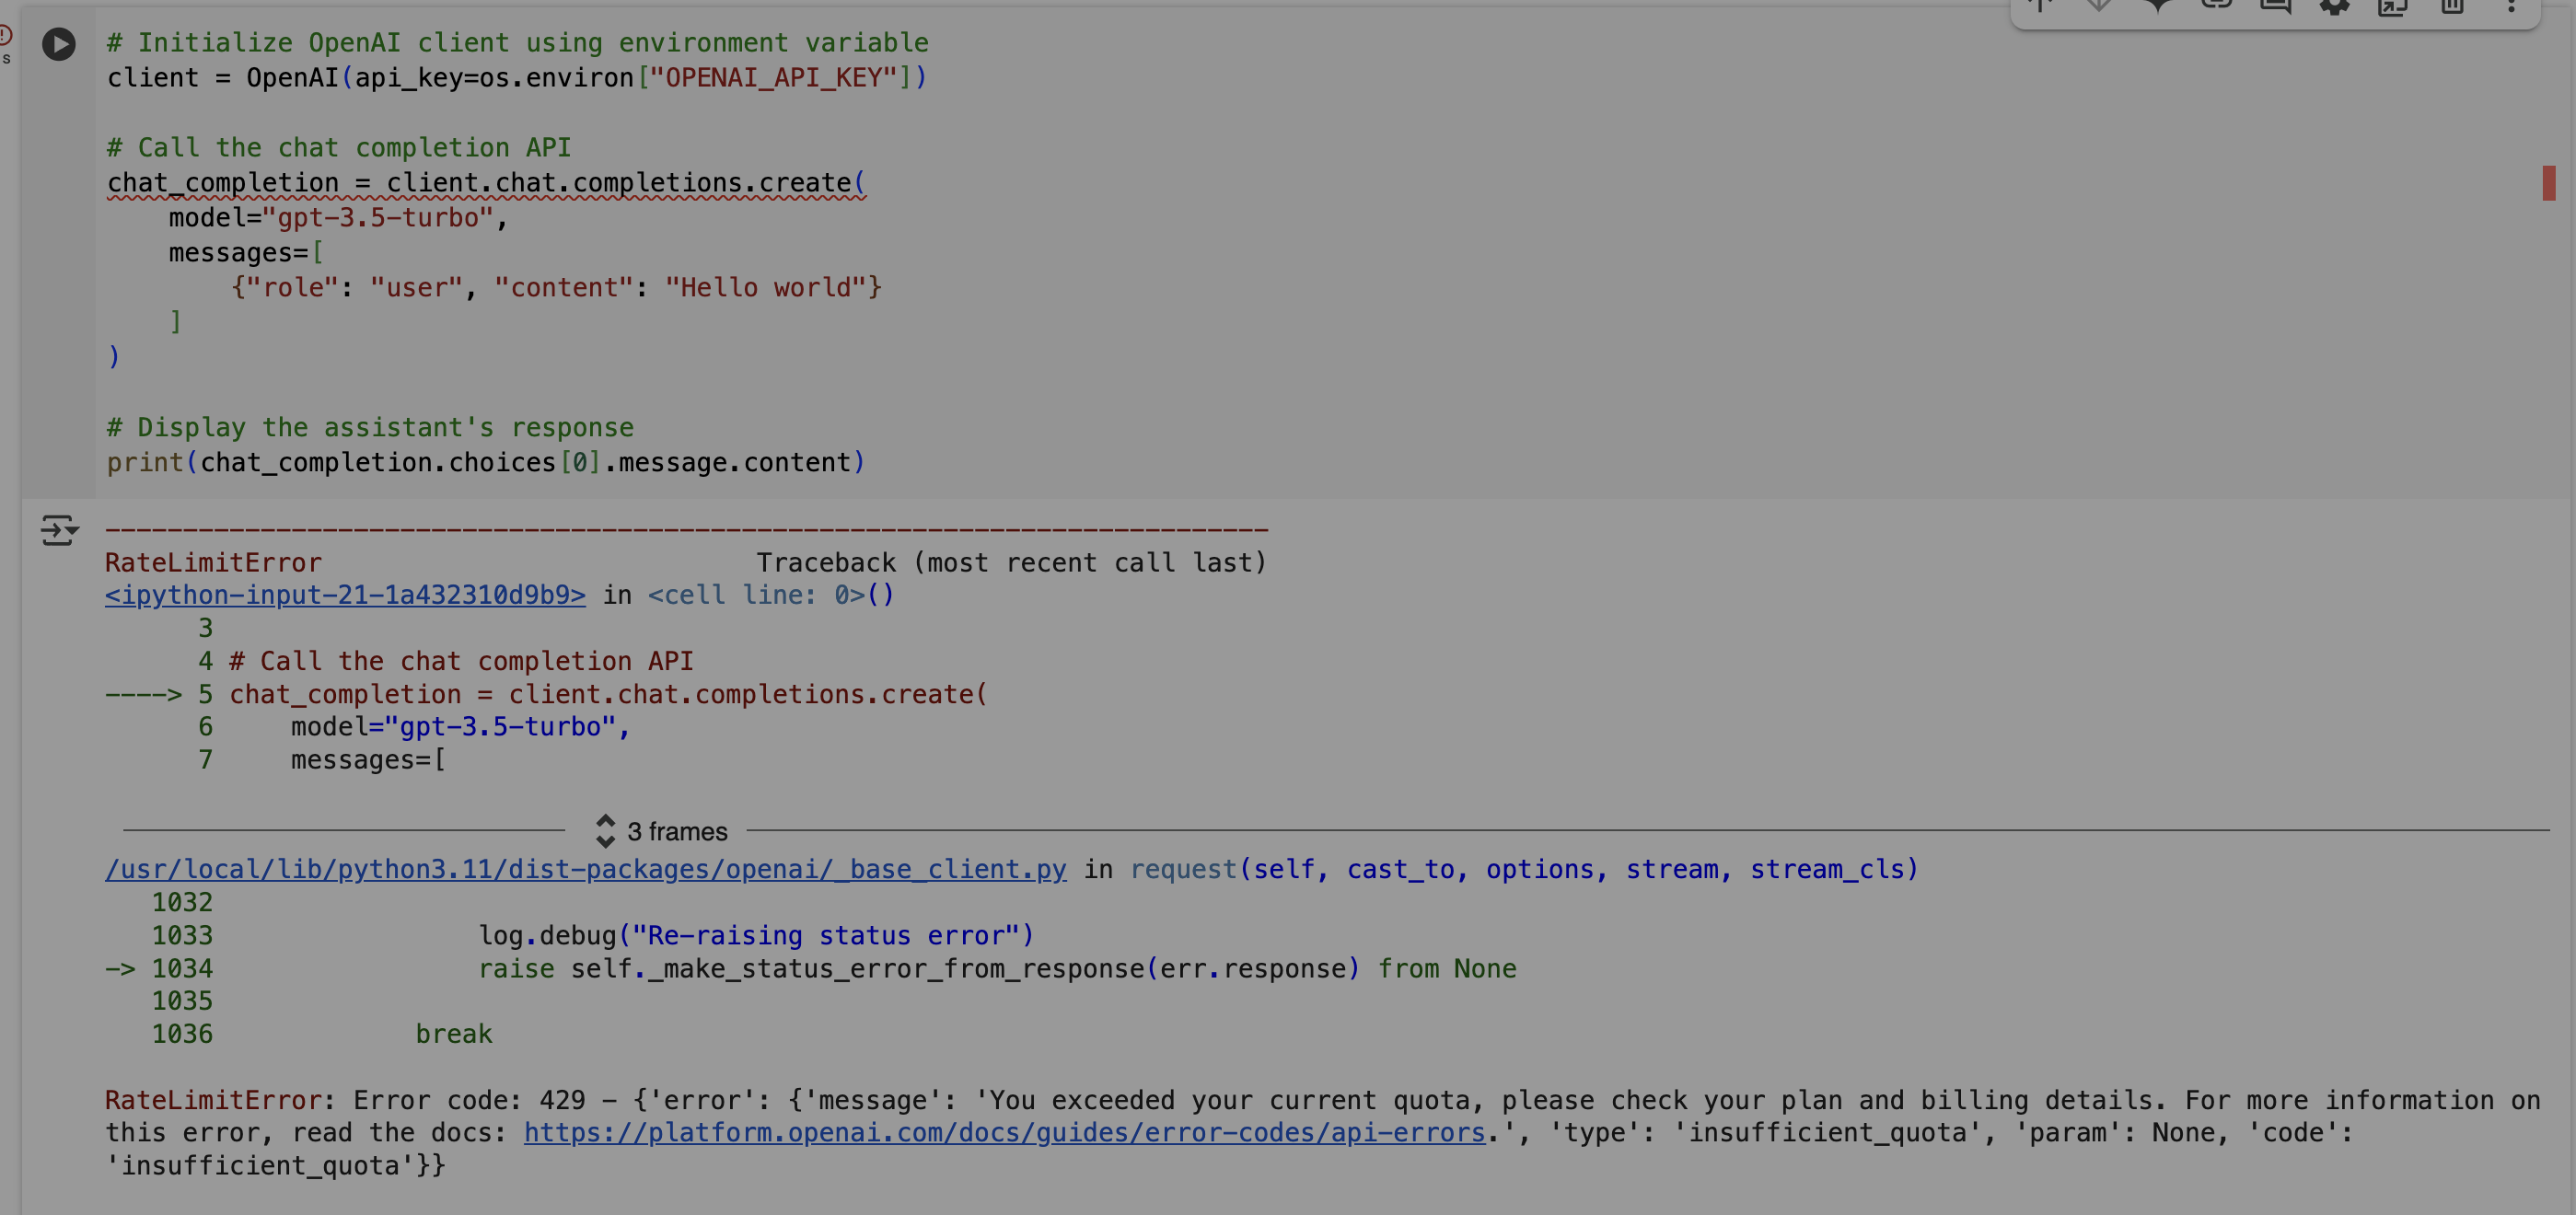 # Initialize OpenAI client using environment variable
client = OpenAI(api_key=os.environ["OPENAI_API_KEY"])
# Call the chat completion API
chat_completion = client.chat.completions.create(
    model="gpt-3.5-turbo",
    messages=[
        {"role": "user", "content": "Hello world"}
    ]
)
# Display the assistant's response
print(chat_completion.choices[0].message.content)
---------------------------------------------------------------------------
RateLimitError                            Traceback (most recent call last)
<ipython-input-21-1a432310d9b9> in <cell line: 0>()
      3
      4 # Call the chat completion API
----> 5 chat_completion = client.chat.completions.create(
      6     model="gpt-3.5-turbo",
      7     messages=[
3 frames
/usr/local/lib/python3.11/dist-packages/openai/_base_client.py in request(self, cast_to, options, stream, stream_cls)
   1032
   1033                 log.debug("Re-raising status error")
-> 1034                 raise self._make_status_error_from_response(err.response) from None
   1035
   1036             break
RateLimitError: Error code: 429 - {'error': {'message': 'You exceeded your current quota, please check your plan and billing details. For more information on
this error, read the docs: https://platform.openai.com/docs/guides/error-codes/api-errors.', 'type': 'insufficient_quota', 'param': None, 'code':
'insufficient_quota'}}